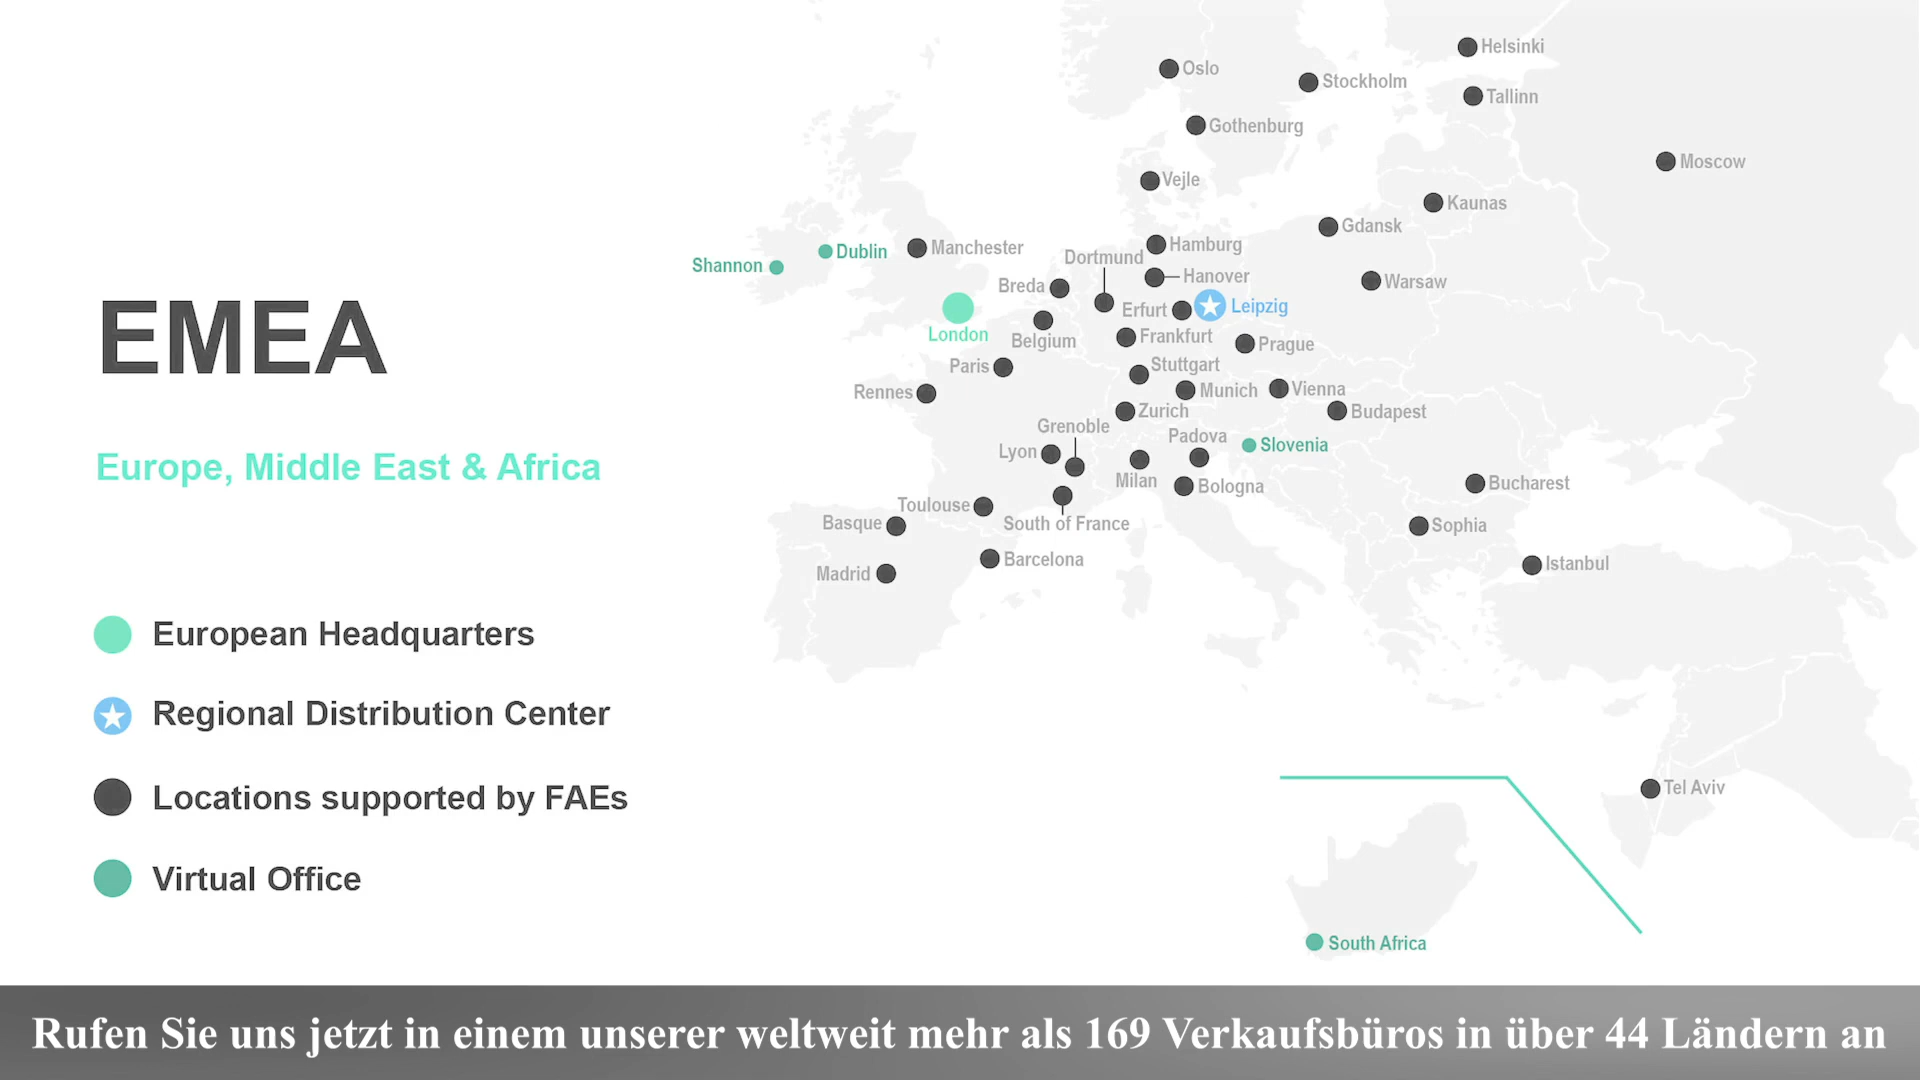 EMEA
Europe, Middle East & Africa
European Headquarters
Regional Distribution Center
Locations supported by FAEs
Virtual Office
Helsinki
Oslo
Stockholm
Tallinn
Gothenburg
Moscow
Vejle
Kaunas
Gdansk
Hamburg
Manchester
Dublin
Shannon
Dortmund
Hanover
Warsaw
Breda
Erfurt
Leipzig
London
Belgium
Frankfurt
Prague
Paris
Stuttgart
Rennes
Munich
Vienna
Zurich
Budapest
Grenoble
Padova
Slovenia
Lyon
Milan
Bologna
Bucharest
Toulouse
Basque
South of France
Sophia
Barcelona
Istanbul
Madrid
Tel Aviv
South Africa
Rufen Sie uns jetzt in einem unserer weltweit mehr als 169 Verkaufsbüros in über 44 Ländern an